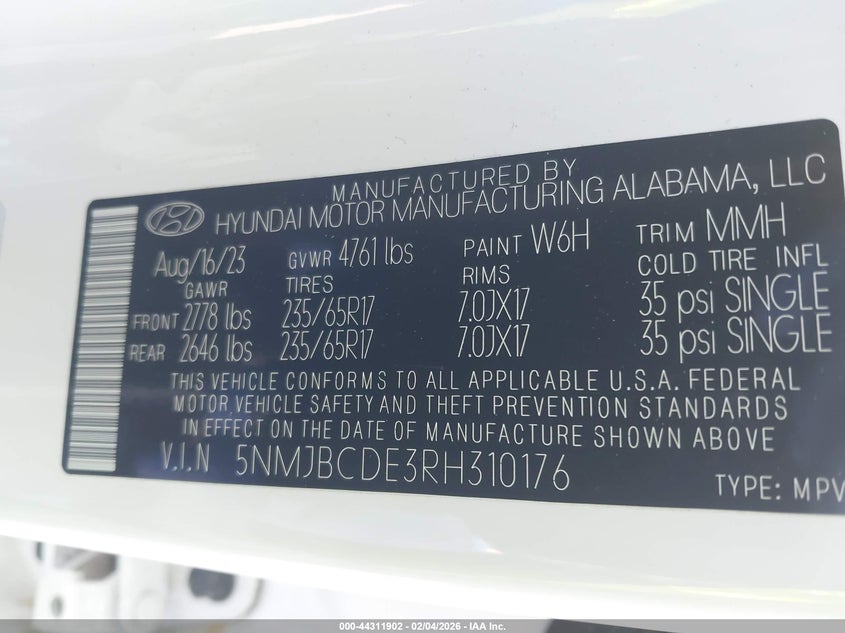 MANUFACTURED BY
HYUNDAI MOTOR MANUFACTURING ALABAMA, LLC
Aug/16/23 GVWR 4761 lbs PAINT W6H TRIM MMH
GAWR TIRES RIMS COLD TIRE INFL
FRONT 2778 lbs 235/65R17 7.0JX17 35 psi SINGLE
REAR 2646 lbs 235/65R17 7.0JX17 35 psi SINGLE
THIS VEHICLE CONFORMS TO ALL APPLICABLE U.S.A. FEDERAL
MOTOR VEHICLE SAFETY AND THEFT PREVENTION STANDARDS
IN EFFECT ON THE DATE OF MANUFACTURE SHOWN ABOVE
V.I.N 5NMJBCDE3RH310176 TYPE: MPV
000-44311902 - 02/04/2026 - IAA Inc.